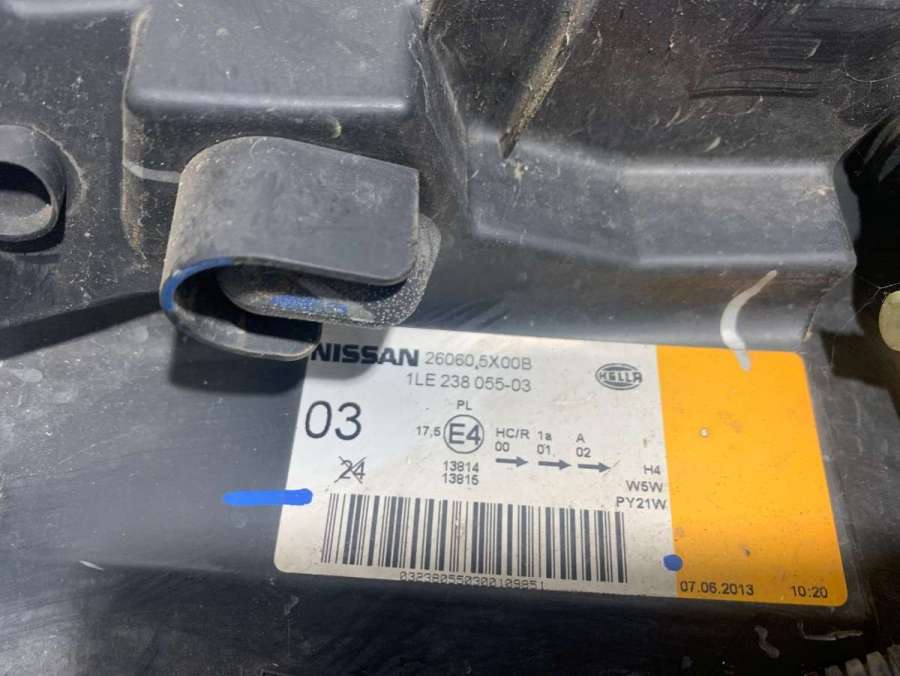 NISSAN 26060,5X00B
1LE 238 055-03
HELLA
03
PL
17,5 E4 HC/R 1a A
00 01 02
24
13814
13815
H4
W5W
PY21W
032380550300109851
07.06.2013 10:20